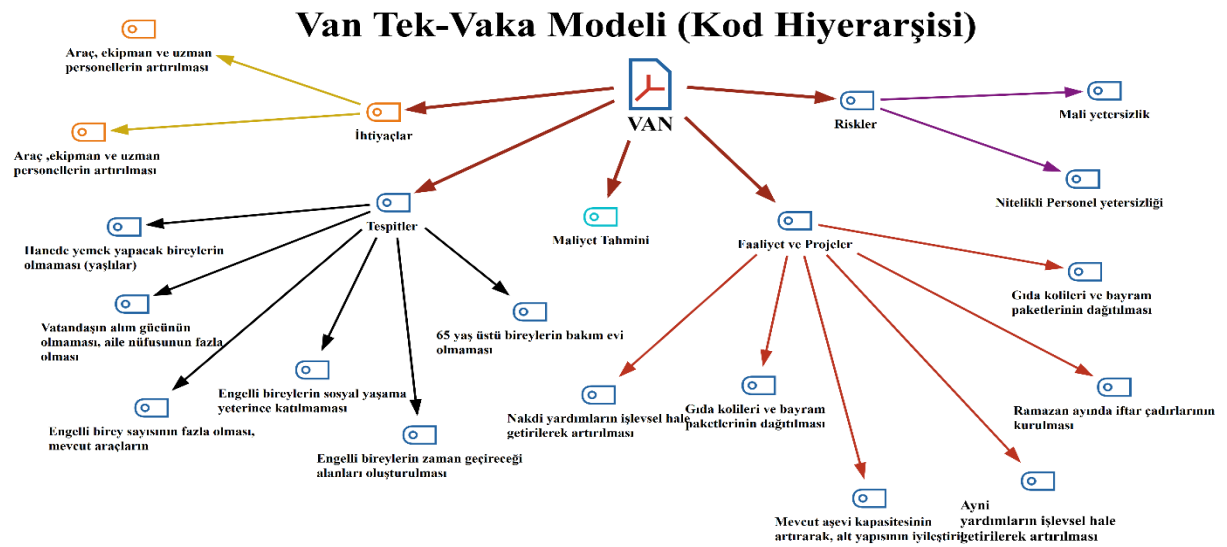 Van Tek-Vaka Modeli (Kod Hiyerarşisi)
Araç, ekipman ve uzman
personellerin artırılması
İhtiyaçlar
Araç ,ekipman ve uzman
personellerin artırılması
VAN
Riskler
Mali yetersizlik
Nitelikli Personel yetersizliği
Tespitler
Hanede yemek yapacak bireylerin
olmaması (yaşlılar)
Vatandaşın alım gücünün
olmaması, aile nüfusunun fazla
olması
Engelli birey sayısının fazla olması,
mevcut araçların
Engelli bireylerin sosyal yaşama
yeterince katılmaması
Engelli bireylerin zaman geçireceği
alanları oluşturulması
65 yaş üstü bireylerin bakım evi
olmaması
Maliyet Tahmini
Faaliyet ve Projeler
Nakdi yardımların işlevsel hale
getirilerek artırılması
Gıda kolileri ve bayram
paketlerinin dağıtılması
Mevcut aşevi kapasitesinin
artırarak, alt yapısının iyileştiril
Ayni
yardımların işlevsel hale
getirilerek artırılması
Ramazan ayında iftar çadırlarının
kurulması
Gıda kolileri ve bayram
paketlerinin dağıtılması